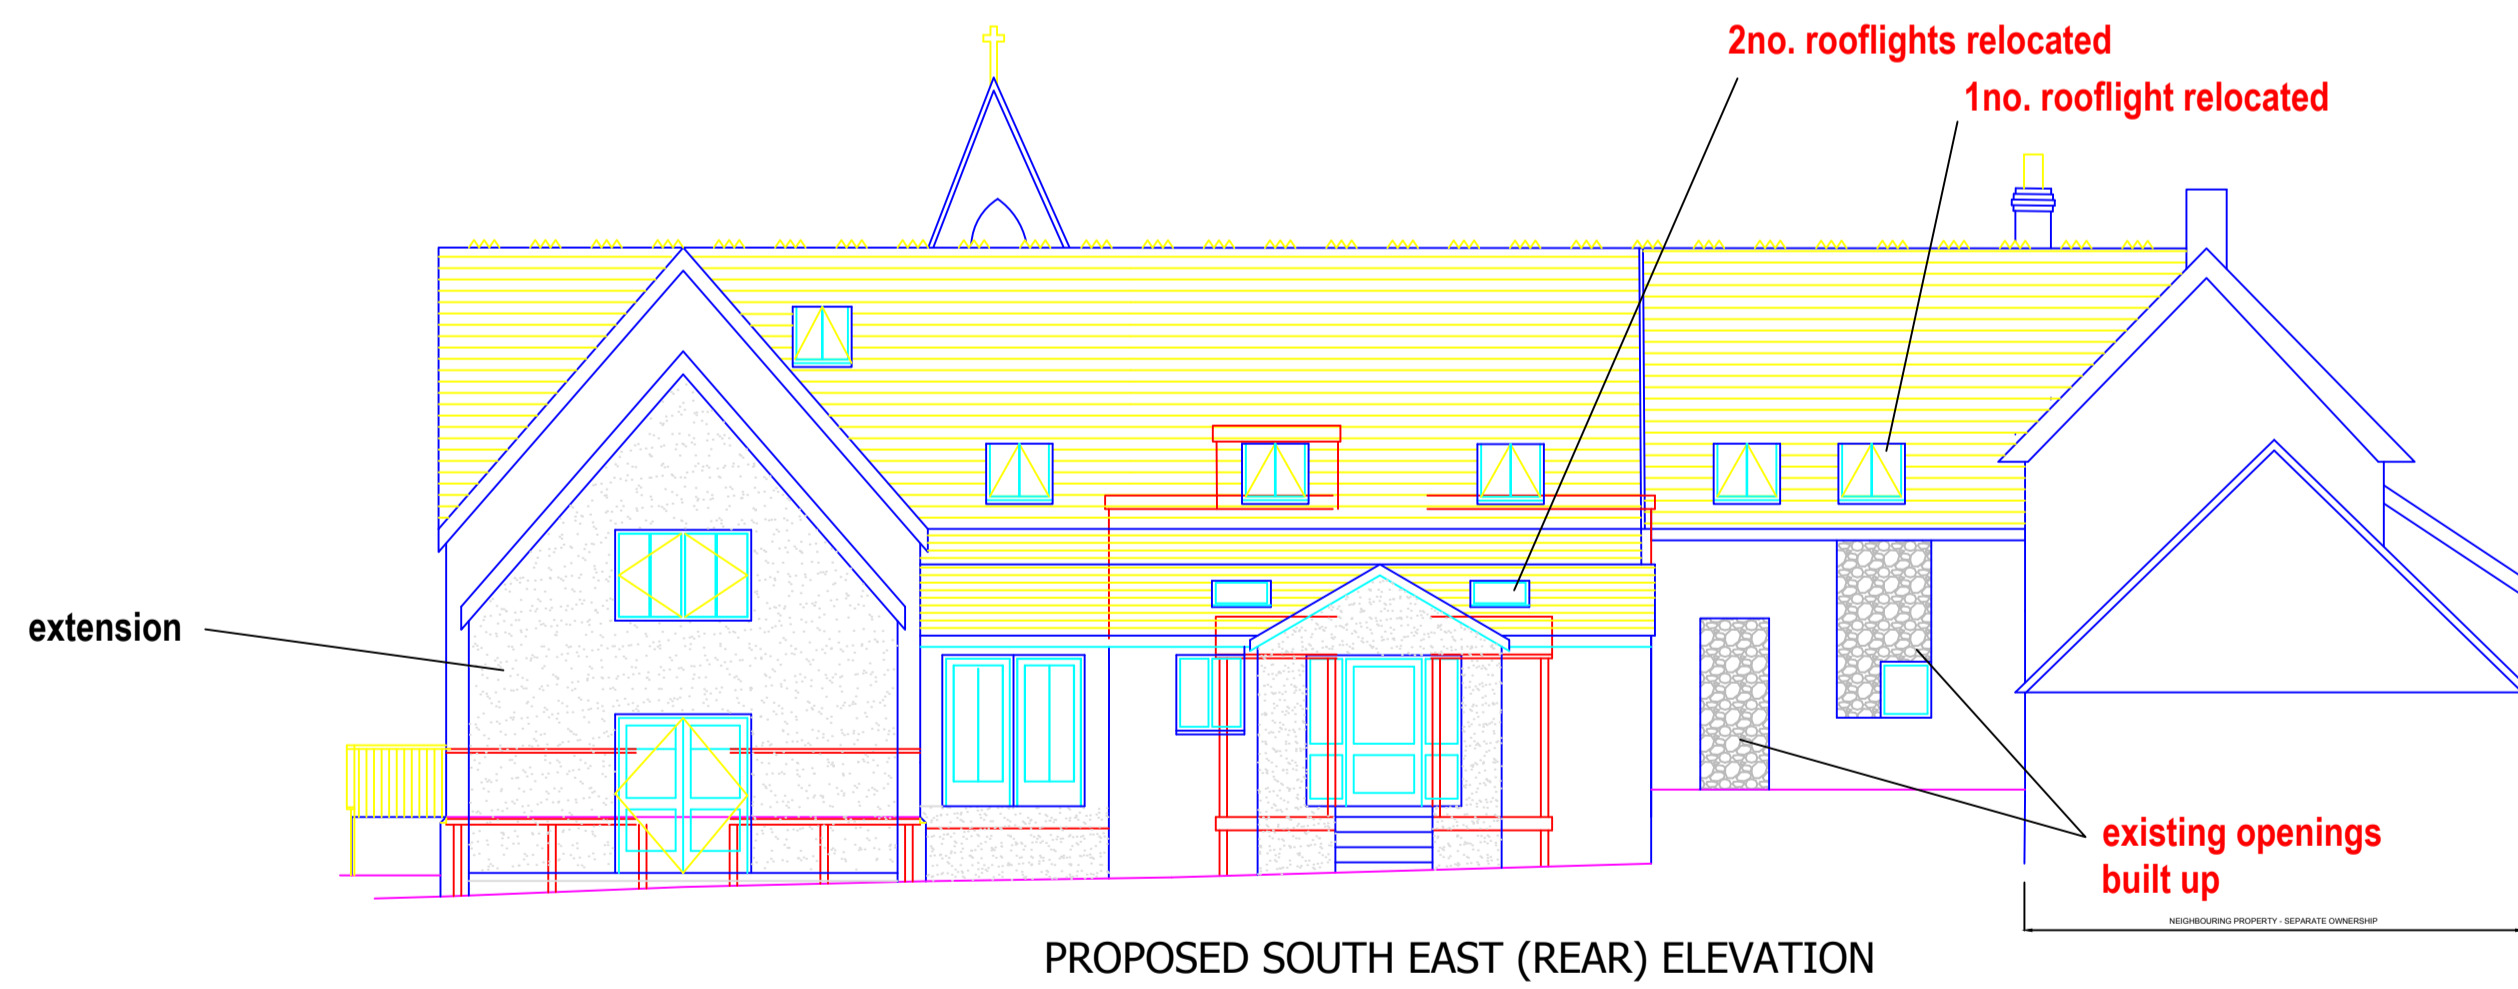 2no. rooflights relocated
1no. rooflight relocated
extension
existing openings
built up
NEIGHBOURING PROPERTY - SEPARATE OWNERSHIP
PROPOSED SOUTH EAST (REAR) ELEVATION